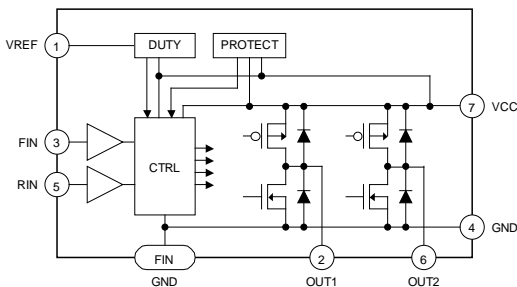 DUTY
PROTECT
VREF
1
7
VCC
FIN
3
CTRL
RIN
5
4
GND
FIN
2
6
GND
OUT1
OUT2